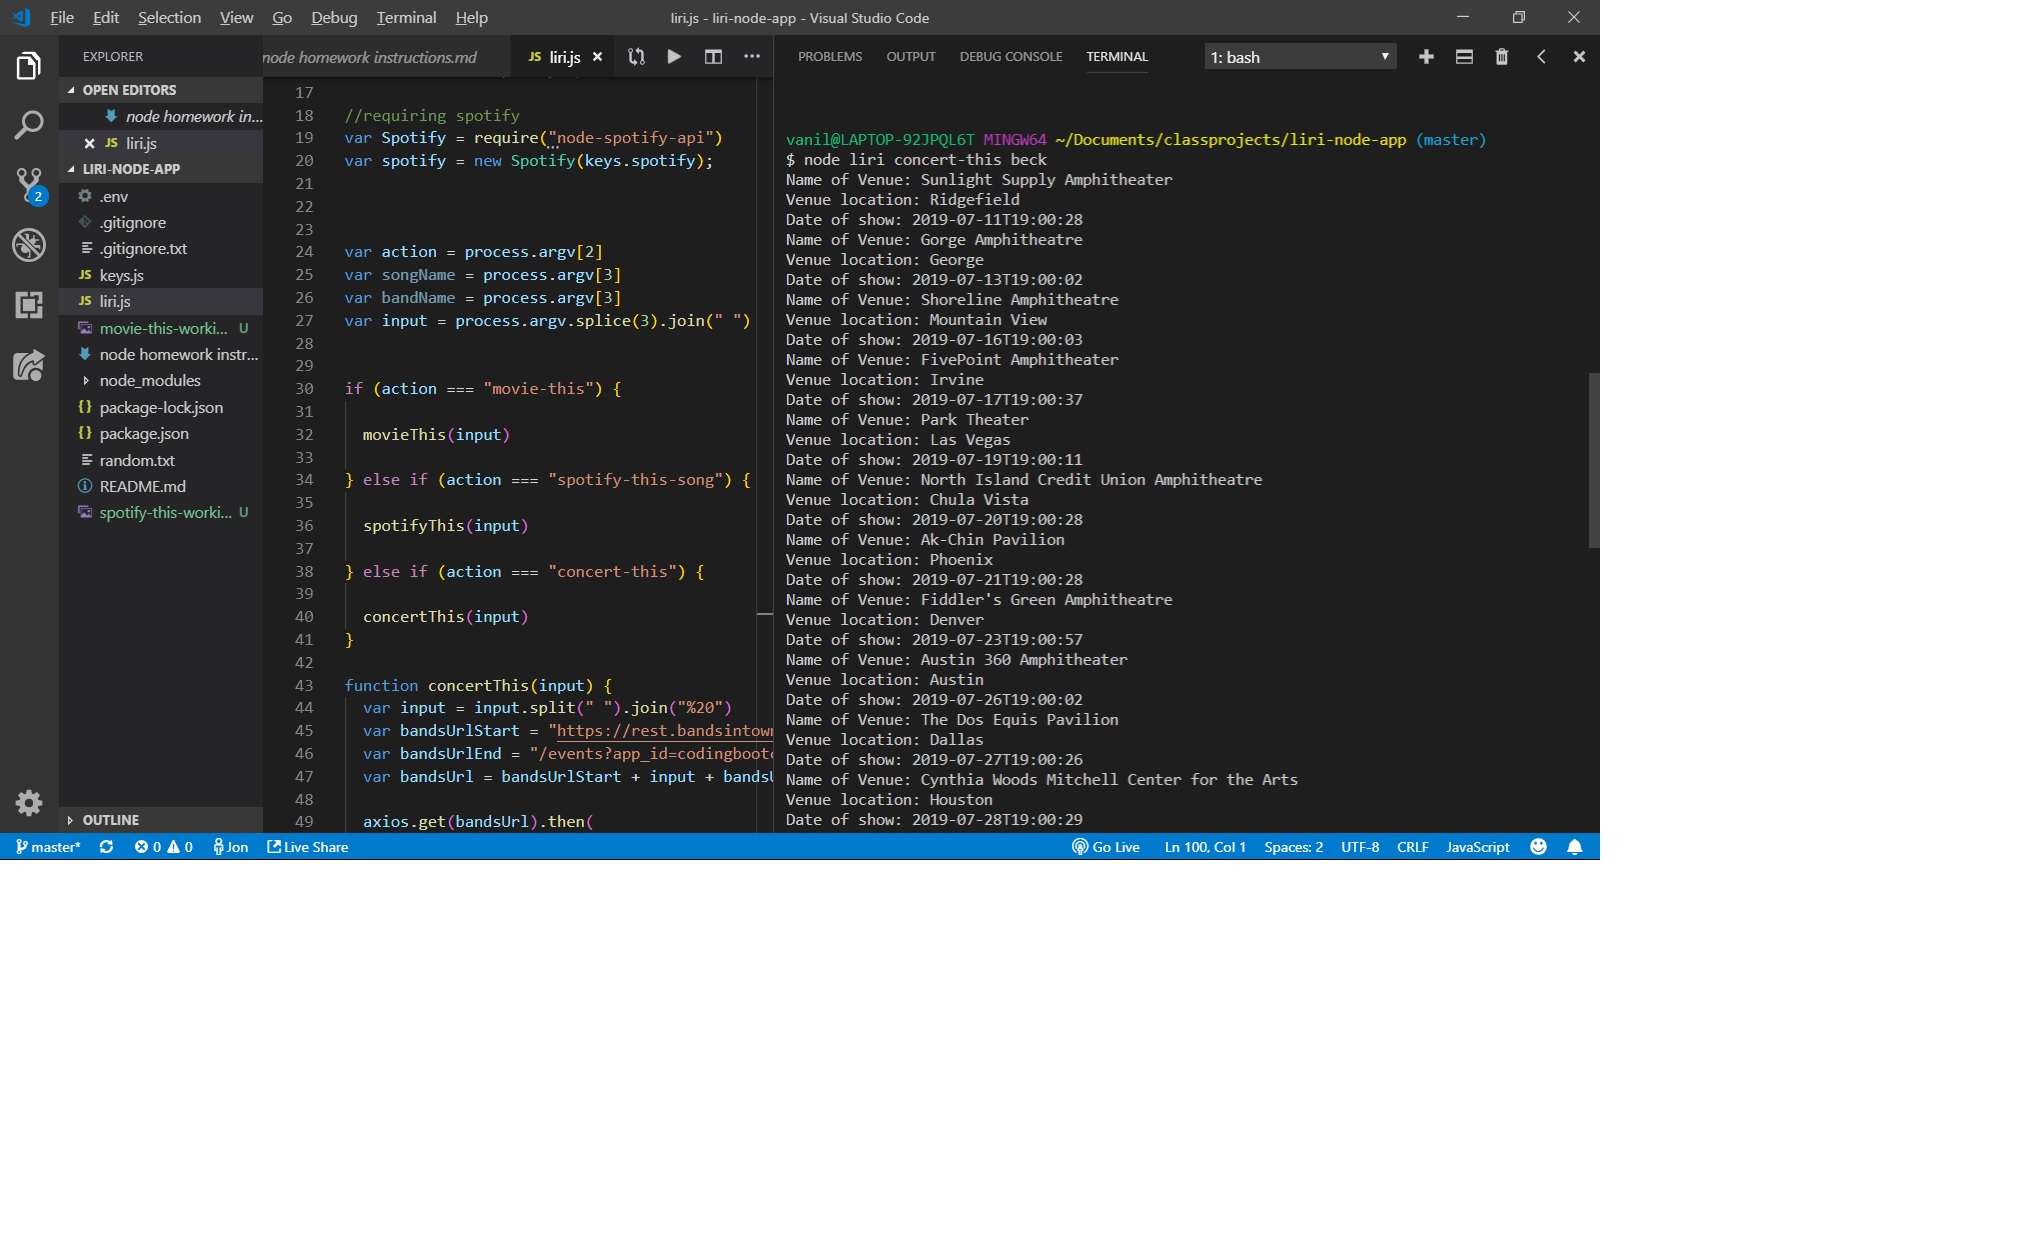 File Edit Selection View Go Debug Terminal Help
liri.js - liri-node-app - Visual Studio Code
EXPLORER
OPEN EDITORS
node homework in...
JS liri.js
LIRI-NODE-APP
.env
.gitignore
.gitignore.txt
JS keys.js
JS liri.js
movie-this-worki... U
node homework instr...
node_modules
{} package-lock.json
{} package.json
random.txt
README.md
spotify-this-worki... U
OUTLINE
2
node homework instructions.md
JS liri.js
17
18 //requiring spotify
19 var Spotify = require("node-spotify-api")
20 var spotify = new Spotify(keys.spotify);
21
22
23
24 var action = process.argv[2]
25 var songName = process.argv[3]
26 var bandName = process.argv[3]
27 var input = process.argv.splice(3).join(" ")
28
29
30 if (action === "movie-this") {
31
32 movieThis(input)
33
34 } else if (action === "spotify-this-song") {
35
36 spotifyThis(input)
37
38 } else if (action === "concert-this") {
39
40 concertThis(input)
41 }
42
43 function concertThis(input) {
44 var input = input.split(" ").join("%20")
45 var bandsUrlStart = "https://rest.bandsintown
46 var bandsUrlEnd = "/events?app_id=codingbootc
47 var bandsUrl = bandsUrlStart + input + bandsU
48
49 axios.get(bandsUrl).then(
PROBLEMS OUTPUT DEBUG CONSOLE TERMINAL
1: bash
vanil@LAPTOP-92JPQL6T MINGW64 ~/Documents/classprojects/liri-node-app (master)
$ node liri concert-this beck
Name of Venue: Sunlight Supply Amphitheater
Venue location: Ridgefield
Date of show: 2019-07-11T19:00:28
Name of Venue: Gorge Amphitheatre
Venue location: George
Date of show: 2019-07-13T19:00:02
Name of Venue: Shoreline Amphitheatre
Venue location: Mountain View
Date of show: 2019-07-16T19:00:03
Name of Venue: FivePoint Amphitheater
Venue location: Irvine
Date of show: 2019-07-17T19:00:37
Name of Venue: Park Theater
Venue location: Las Vegas
Date of show: 2019-07-19T19:00:11
Name of Venue: North Island Credit Union Amphitheatre
Venue location: Chula Vista
Date of show: 2019-07-20T19:00:28
Name of Venue: Ak-Chin Pavilion
Venue location: Phoenix
Date of show: 2019-07-21T19:00:28
Name of Venue: Fiddler's Green Amphitheatre
Venue location: Denver
Date of show: 2019-07-23T19:00:57
Name of Venue: Austin 360 Amphitheater
Venue location: Austin
Date of show: 2019-07-26T19:00:02
Name of Venue: The Dos Equis Pavilion
Venue location: Dallas
Date of show: 2019-07-27T19:00:26
Name of Venue: Cynthia Woods Mitchell Center for the Arts
Venue location: Houston
Date of show: 2019-07-28T19:00:29
master* 0 0 Jon Live Share Go Live Ln 100, Col 1 Spaces: 2 UTF-8 CRLF JavaScript